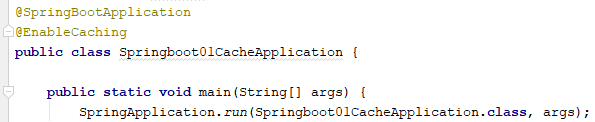 @SpringBootApplication
@EnableCaching
public class Springboot01CacheApplication {
public static void main(String[] args) {
SpringApplication.run(Springboot01CacheApplication.class, args);